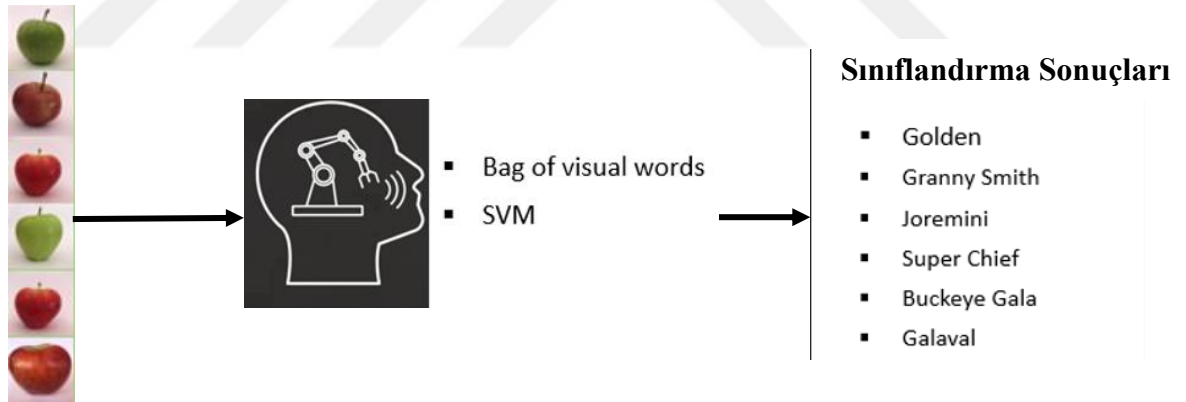 Bag of visual words
SVM
Sınıflandırma Sonuçları
Golden
Granny Smith
Joremini
Super Chief
Buckeye Gala
Galaval